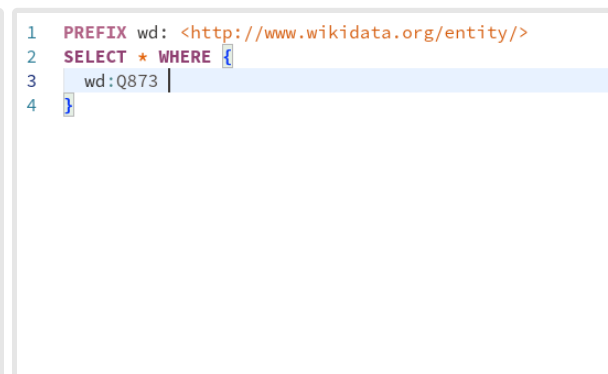 1 PREFIX wd: <http://www.wikidata.org/entity/>
2 SELECT * WHERE {
3 wd:Q873
4 }